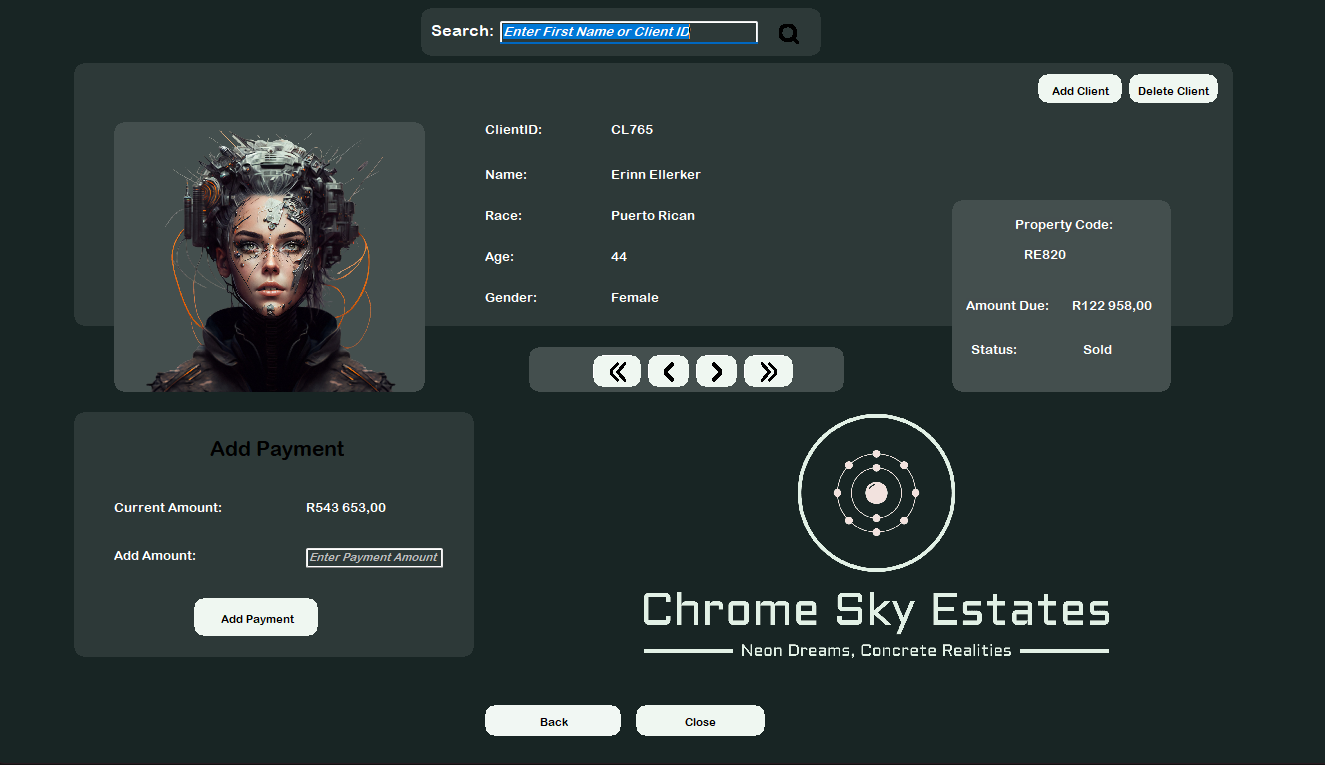 Search: Enter First Name or Client ID
Add Client Delete Client
ClientID: CL765
Name: Erinn Ellerker
Race: Puerto Rican
Age: 44
Gender: Female
Property Code:
RE820
Amount Due: R122 958,00
Status: Sold
Add Payment
Current Amount: R543 653,00
Add Amount: Enter Payment Amount
Add Payment
Chrome Sky Estates
Neon Dreams, Concrete Realities
Back Close